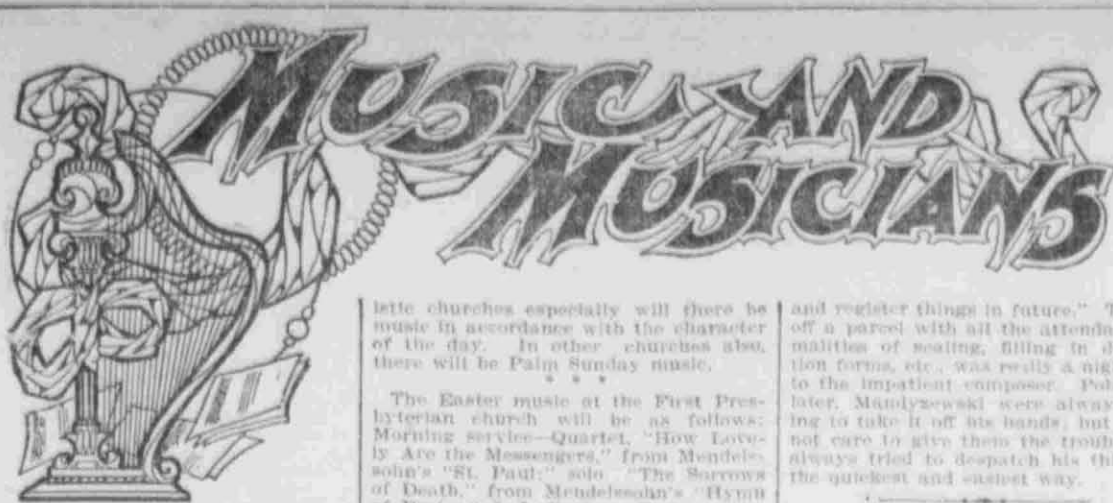 MUSIC AND
MUSICIANS
letic churches especially will there be
music in accordance with the character
of the day. In other churches also,
there will be Palm Sunday music.
* * *
The Easter music at the First Pres-
byterian church will be as follows:
Morning service—Quartet, "How Love-
ly Are the Messengers," from Mendels-
sohn's "St. Paul;" solo "The Sorrows
of Death," from Mendelssohn's "Hymn
and register things in future."
off a parcel with all the attenda
malities of sealing, filling in d
tion forms, etc., was really a nig
to the impatient composer. Pol
later, Mandyzewski were alway
ing to take it off his hands, but
not care to give them the troubl
always tried to despatch his thi
the quickest and easiest way.